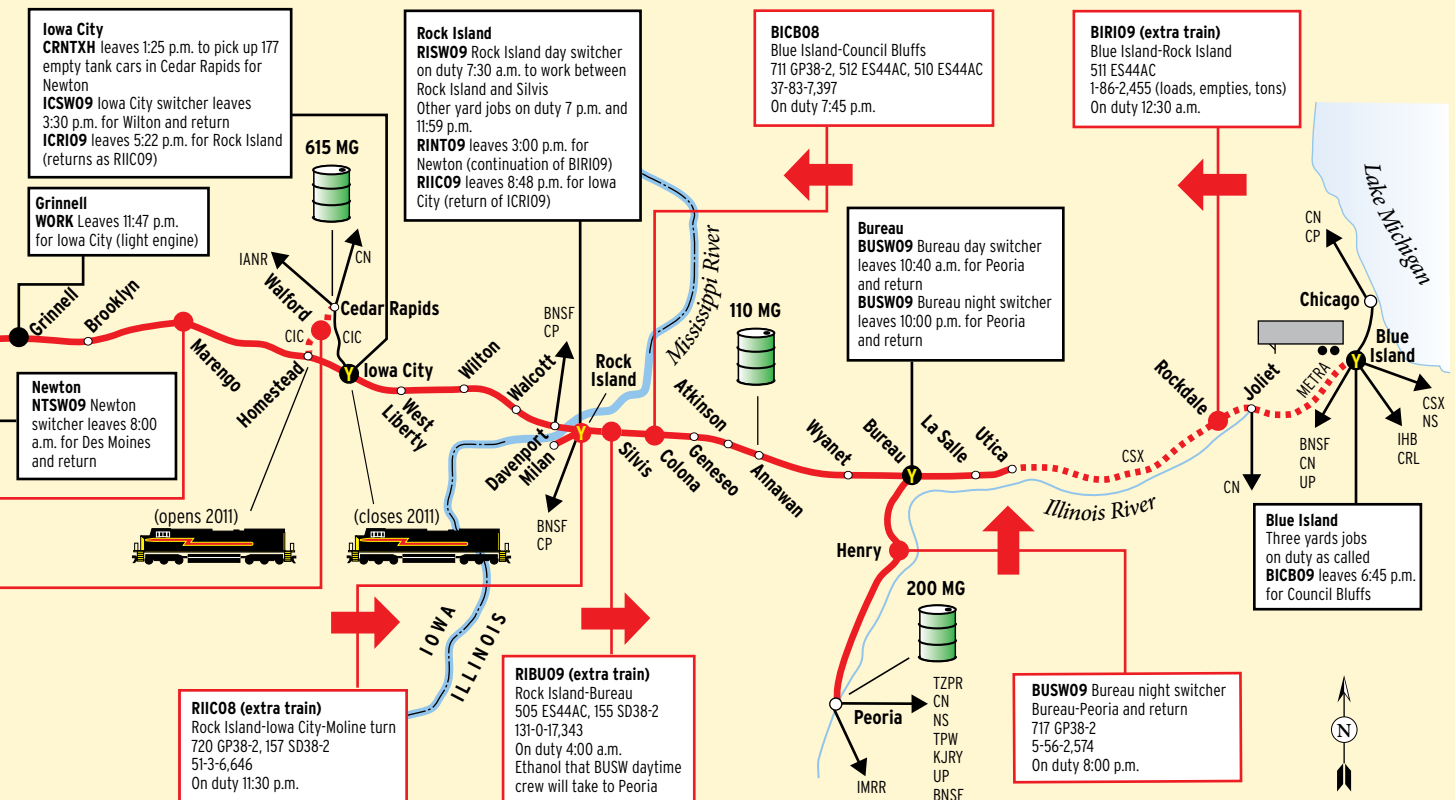 Iowa City
CRNTXH leaves 1:25 p.m. to pick up 177
empty tank cars in Cedar Rapids for
Newton
ICSW09 Iowa City switcher leaves
3:30 p.m. for Wilton and return
ICRI09 leaves 5:22 p.m. for Rock Island
(returns as RIIC09)
Rock Island
RISW09 Rock Island day switcher
on duty 7:30 a.m. to work between
Rock Island and Silvis
Other yard jobs on duty 7 p.m. and
11:59 p.m.
RINT09 leaves 3:00 p.m. for
Newton (continuation of BIRI09)
RIIC09 leaves 8:48 p.m. for Iowa
City (return of ICRI09)
BICB08
Blue Island-Council Bluffs
711 GP38-2, 512 ES44AC, 510 ES44AC
37-83-7,397
On duty 7:45 p.m.
BIRI09 (extra train)
Blue Island-Rock Island
511 ES44AC
1-86-2,455 (loads, empties, tons)
On duty 12:30 a.m.
615 MG
Grinnell
WORK Leaves 11:47 p.m.
for Iowa City (light engine)
Bureau
BUSW09 Bureau day switcher
leaves 10:40 a.m. for Peoria
and return
BUSW09 Bureau night switcher
leaves 10:00 p.m. for Peoria
and return
Lake Michigan
CN
CP
Chicago
Blue
Island
Y
METRA
CSX
NS
IHB
CRL
BNSF
CN
UP
IANR
CN
Walford
Cedar Rapids
CIC
CIC
Grinnell
Brooklyn
Marengo
Homestead
Y
Iowa City
West
Liberty
Wilton
Walcott
BNSF
CP
Rock
Island
Y
Davenport
Milan
BNSF
CP
Mississippi River
Silvis
Colona
Geneseo
Atkinson
110 MG
Annawan
Wyanet
Bureau
Y
La Salle
Utica
CSX
Illinois River
Rockdale
Joliet
CN
Newton
NTSW09 Newton
switcher leaves 8:00
a.m. for Des Moines
and return
(opens 2011)
(closes 2011)
Blue Island
Three yards jobs
on duty as called
BICB09 leaves 6:45 p.m.
for Council Bluffs
Henry
200 MG
IOWA
ILLINOIS
Peoria
TZPR
CN
NS
TPW
KJRY
UP
BNSF
IMRR
RIIC08 (extra train)
Rock Island-Iowa City-Moline turn
720 GP38-2, 157 SD38-2
51-3-6,646
On duty 11:30 p.m.
RIBU09 (extra train)
Rock Island-Bureau
505 ES44AC, 155 SD38-2
131-0-17,343
On duty 4:00 a.m.
Ethanol that BUSW daytime
crew will take to Peoria
BUSW09 Bureau night switcher
Bureau-Peoria and return
717 GP38-2
5-56-2,574
On duty 8:00 p.m.
N